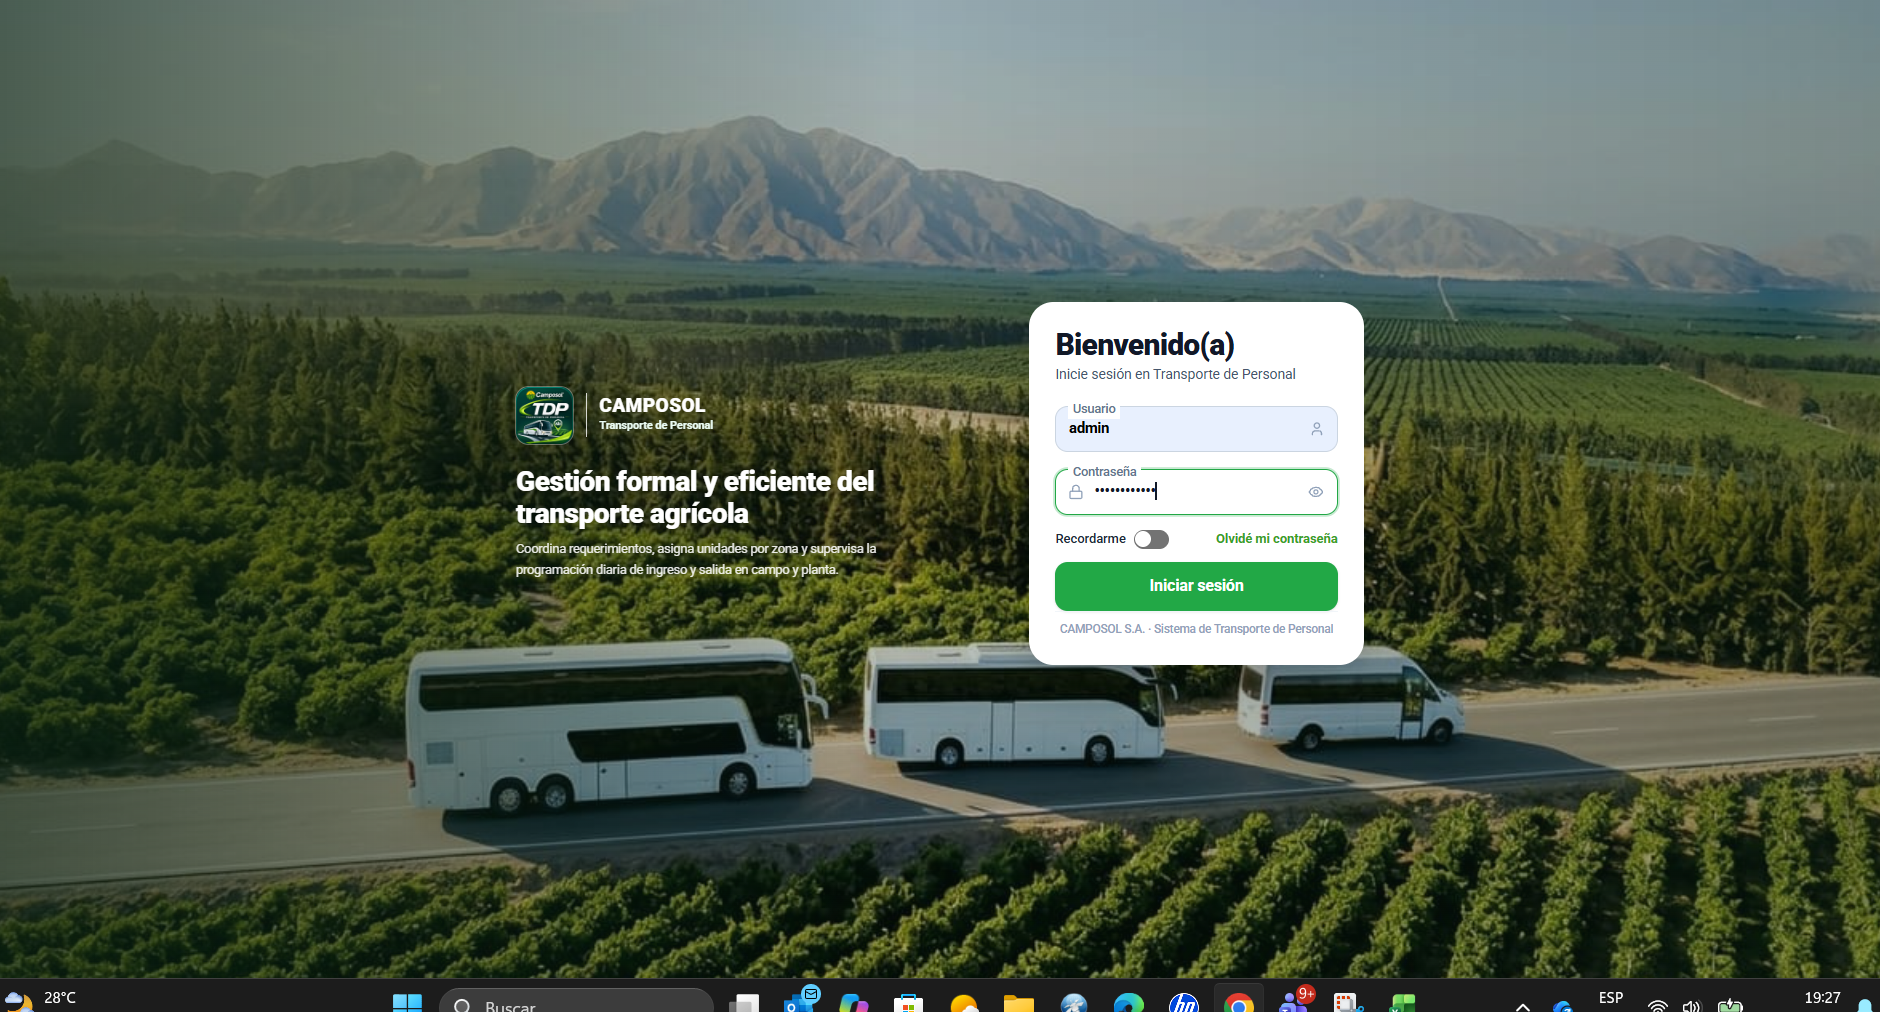 Camposol
TDP
CAMPOSOL
Transporte de Personal
Gestión formal y eficiente del
transporte agrícola
Coordina requerimientos, asigna unidades por zona y supervisa la
programación diaria de ingreso y salida en campo y planta.
Bienvenido(a)
Inicie sesión en Transporte de Personal
Usuario
admin
Contraseña
••••••••••••
Recordarme
Olvidé mi contraseña
Iniciar sesión
CAMPOSOL S.A. - Sistema de Transporte de Personal
28°C
Buscar
9+
ESP
19:27